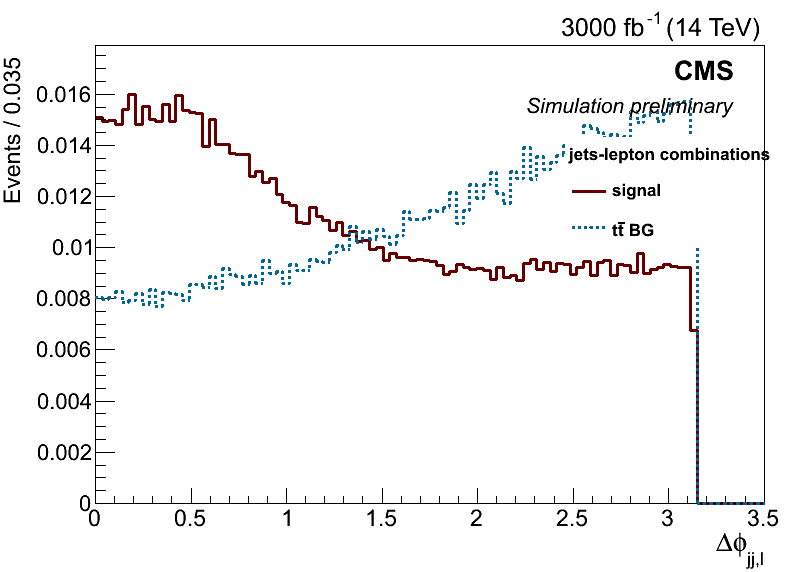 3000 fb⁻¹ (14 TeV)
CMS
Simulation preliminary
jets-lepton combinations
signal
tt̅ BG
Events / 0.035
0.016
0.014
0.012
0.01
0.008
0.006
0.004
0.002
0
0 0.5 1 1.5 2 2.5 3 3.5
Δϕjj,l